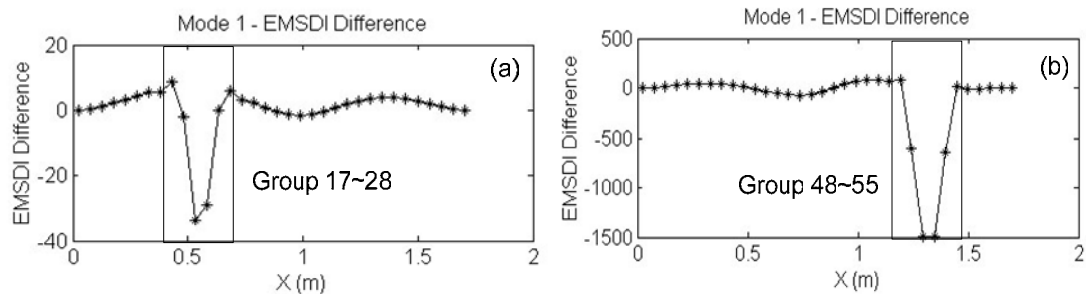 Mode 1 - EMSDI Difference
(a)
EMSDI Difference
20
0
-20
-40
Group 17~28
0
0.5
1
1.5
2
X (m)
Mode 1 - EMSDI Difference
(b)
EMSDI Difference
500
0
-500
-1000
-1500
Group 48~55
0
0.5
1
1.5
2
X (m)